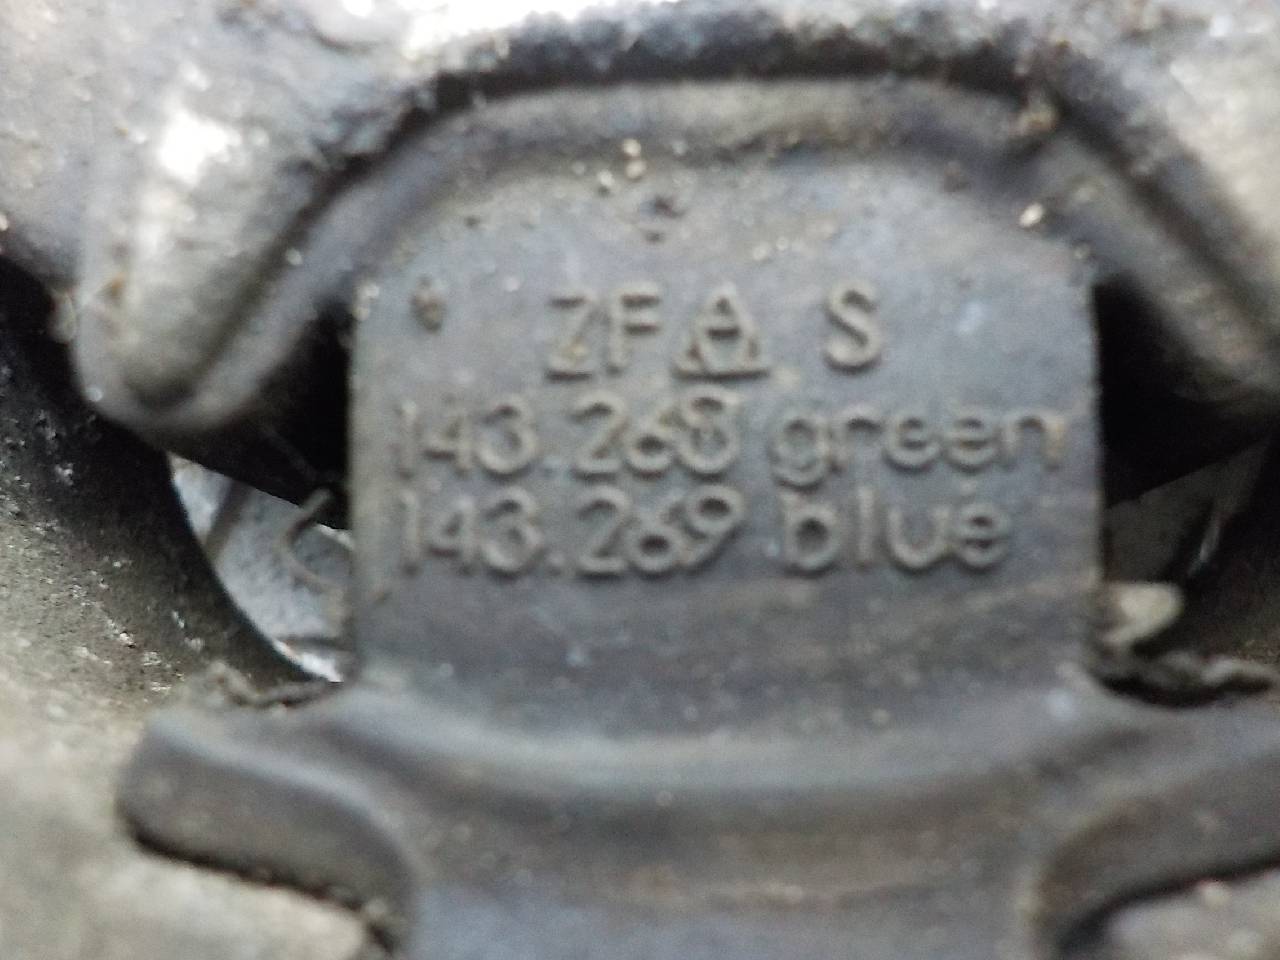 ZF S
143.268 green
143.269 blue